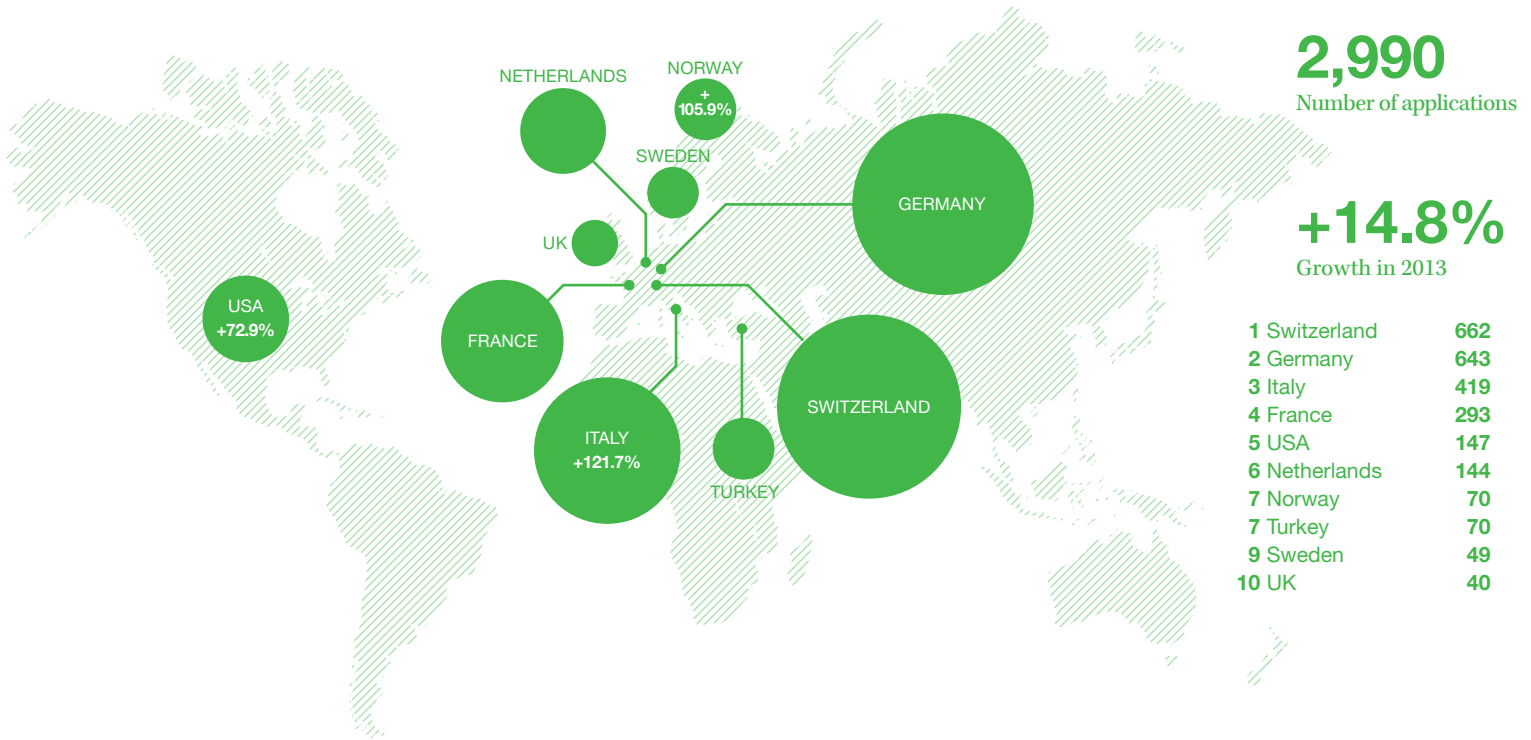 NETHERLANDS
NORWAY
+
105.9%
SWEDEN
UK
GERMANY
USA
+72.9%
FRANCE
ITALY
+121.7%
SWITZERLAND
TURKEY
2,990
Number of applications
+14.8%
Growth in 2013
1 Switzerland 662
2 Germany 643
3 Italy 419
4 France 293
5 USA 147
6 Netherlands 144
7 Norway 70
7 Turkey 70
9 Sweden 49
10 UK 40